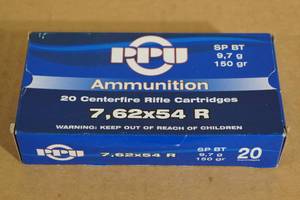 PPU
SP BT
9,7 g
150 gr
Ammunition
20 Centerfire Rifle Cartridges
7,62x54 R
WARNING: KEEP OUT OF REACH OF CHILDREN
PPU
7,62x54 R
SP BT
9,7 g
150 gr
20